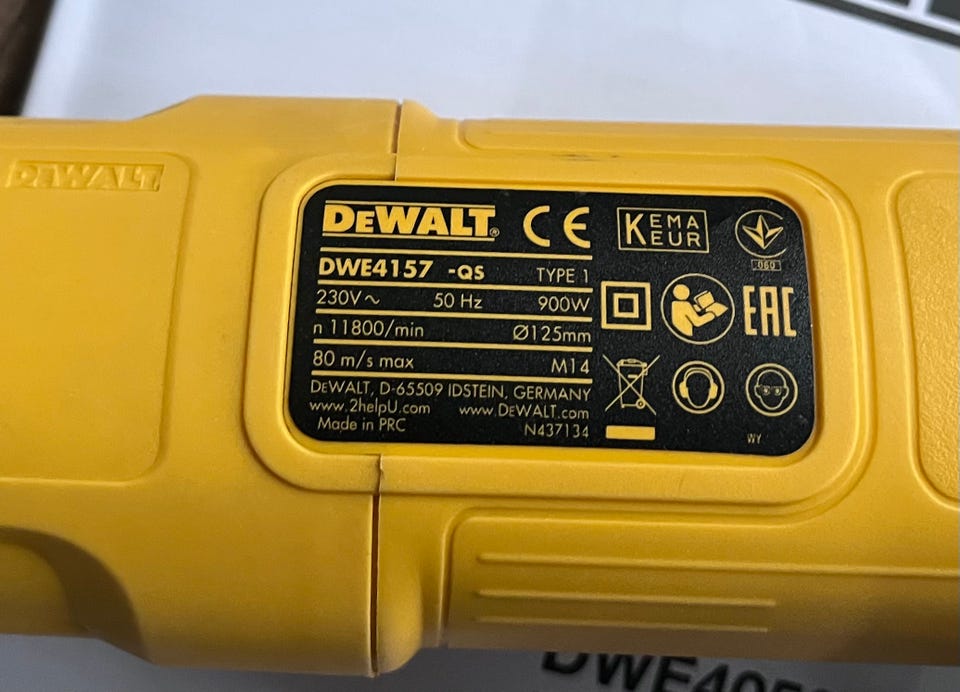 DEWALT
DEWALT® CE KEMA KEUR
060
DWE4157 -QS TYPE 1
230V~ 50 Hz 900W
n 11800/min Ø125mm
80 m/s max M14
EAC
DEWALT, D-65509 IDSTEIN, GERMANY
www.2helpU.com www.DEWALT.com
Made in PRC N437134
WY